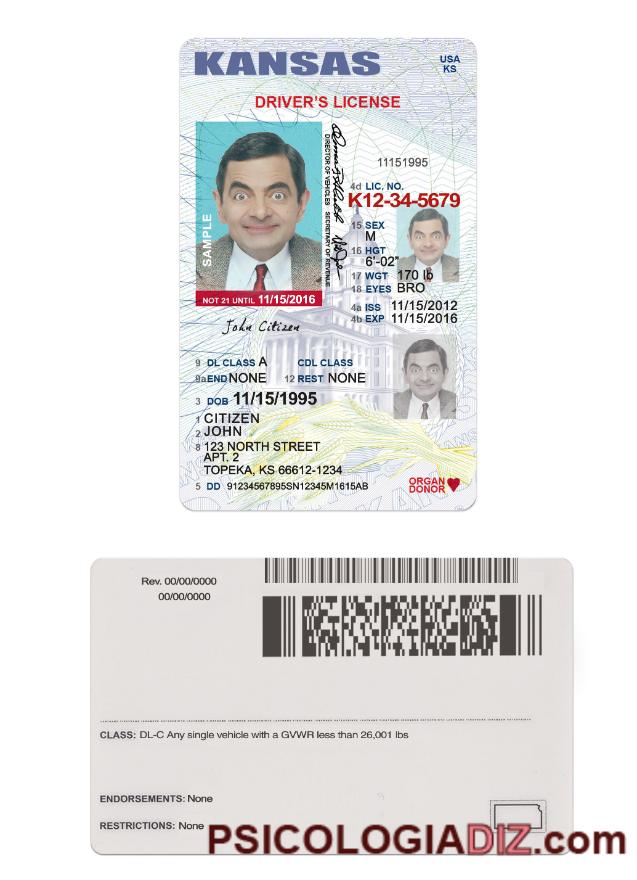 KANSAS
USA
KS
DRIVER'S LICENSE
11151995
DIRECTOR OF VEHICLES SECRETARY OF REVENUE
SAMPLE
4d LIC. NO.
K12-34-5679
15 SEX
M
16 HGT
6'-02"
17 WGT 170 lb
18 EYES BRO
NOT 21 UNTIL 11/15/2016
4a ISS 11/15/2012
4b EXP 11/15/2016
John Citizen
9 DL CLASS A CDL CLASS
9a END NONE 12 REST NONE
3 DOB 11/15/1995
1 CITIZEN
2 JOHN
8 123 NORTH STREET
APT. 2
TOPEKA, KS 66612-1234
5 DD 91234567895SN12345M1615AB
ORGAN
DONOR
Rev. 00/00/0000
00/00/0000
CLASS: DL-C Any single vehicle with a GVWR less than 26,001 lbs
ENDORSEMENTS: None
RESTRICTIONS: None
PSICOLOGIADIZ.com